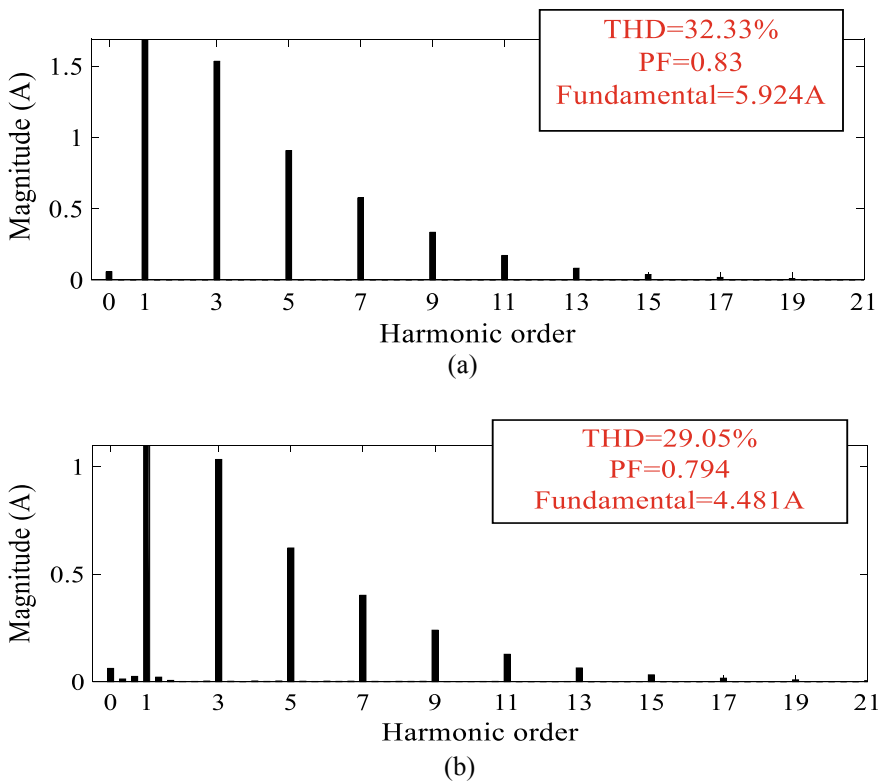 THD=32.33%
PF=0.83
Fundamental=5.924A
Magnitude (A)
1.5
1
0.5
0
0 1 3 5 7 9 11 13 15 17 19 21
Harmonic order
(a)
THD=29.05%
PF=0.794
Fundamental=4.481A
Magnitude (A)
1
0.5
0
0 1 3 5 7 9 11 13 15 17 19 21
Harmonic order
(b)